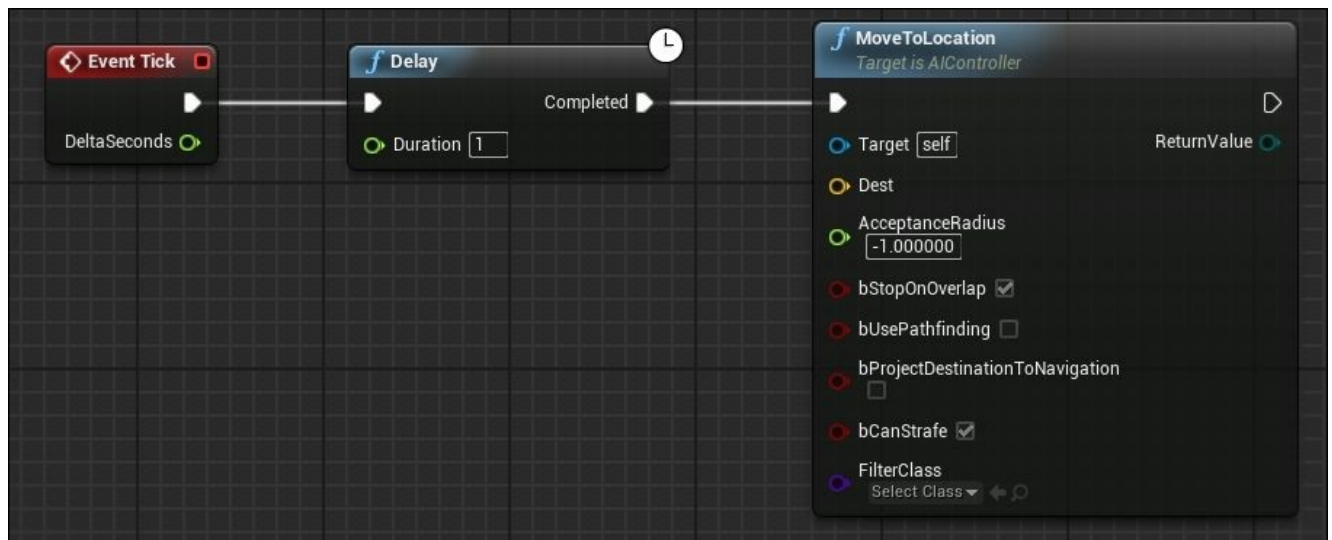 Event Tick
DeltaSeconds
f Delay
Completed
Duration 1
f MoveToLocation
Target is AIController
Target self
ReturnValue
Dest
AcceptanceRadius
-1.000000
bStopOnOverlap
bUsePathfinding
bProjectDestinationToNavigation
bCanStrafe
FilterClass
Select Class